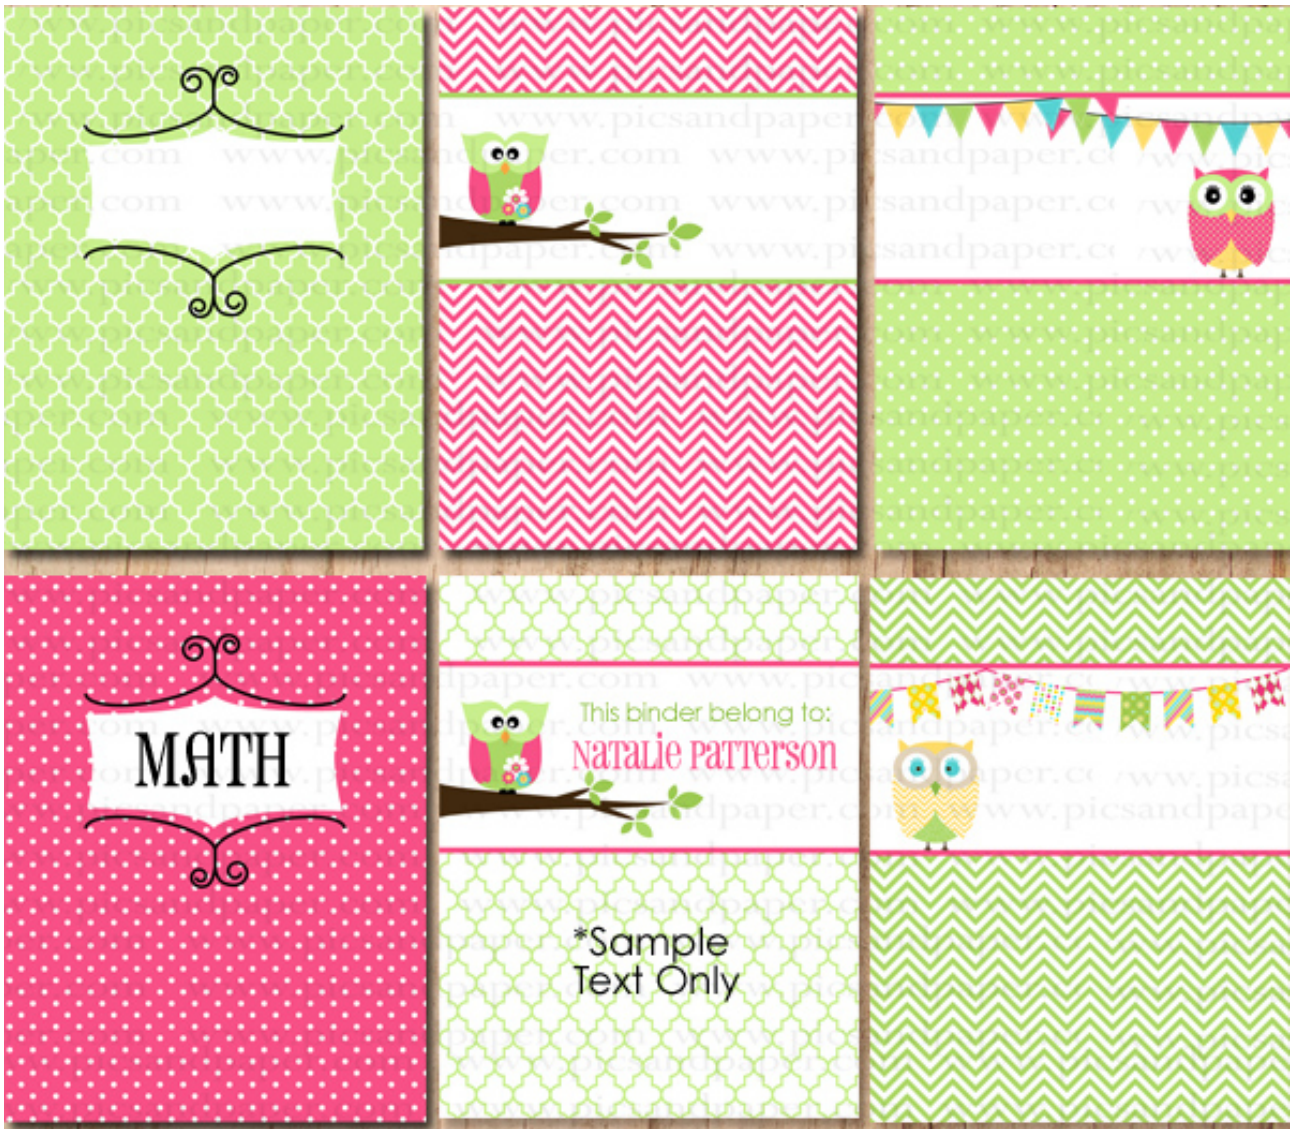 MATH
This binder belong to:
Natalie Patterson
*Sample
Text Only
www.picsandpaper.com